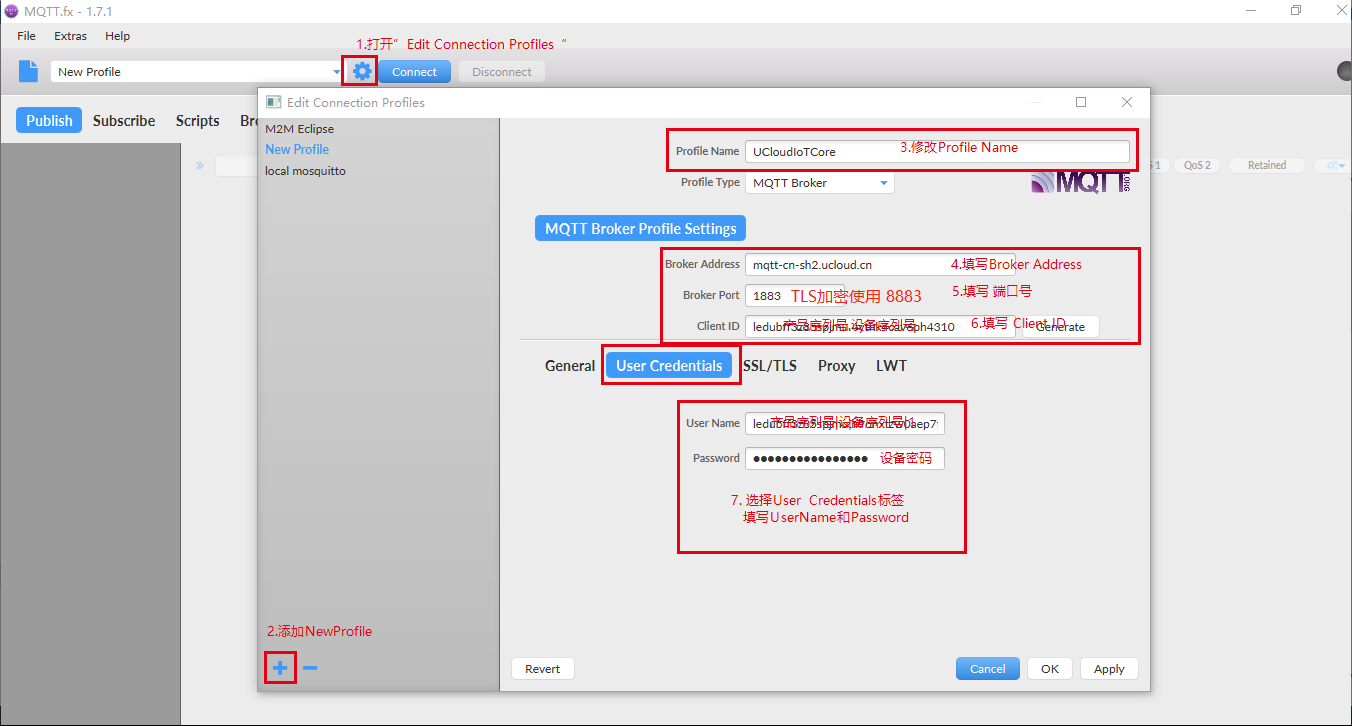 MQTT.fx - 1.7.1
File Extras Help
1.打开“ Edit Connection Profiles ”
New Profile Connect Disconnect
Edit Connection Profiles
Publish Subscribe Scripts
M2M Eclipse
New Profile
local mosquitto
Profile Name UCloudIoTCore 3.修改Profile Name
QoS 2 Retained
Profile Type MQTT Broker
MQTT.ORG
MQTT Broker Profile Settings
Broker Address mqtt-cn-sh2.ucloud.cn 4.填写Broker Address
Broker Port 1883 TLS加密使用 8883 5.填写 端口号
Client ID 产品序列号.设备序列号 6.填写 Client ID Generate
General User Credentials SSL/TLS Proxy LWT
User Name 产品序列号|设备序列号|1
Password ●●●●●●●●●●●●●●●● 设备密码
7. 选择User Credentials标签
填写UserName和Password
2.添加NewProfile
Revert Cancel OK Apply